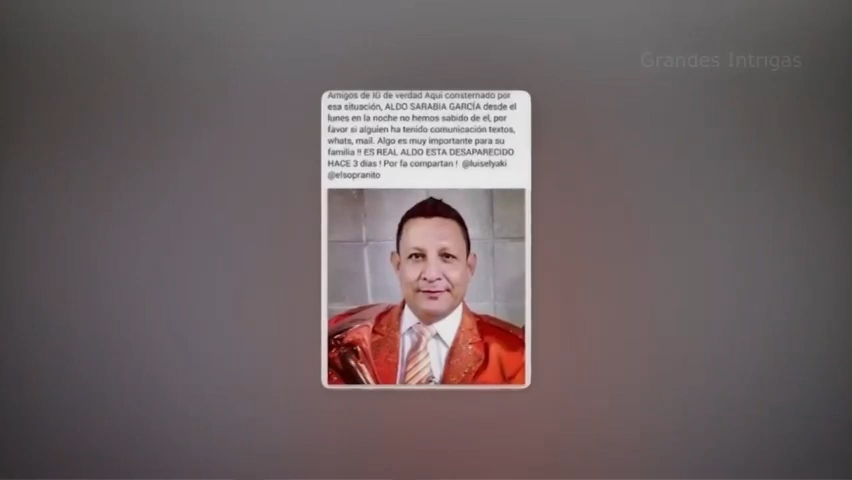 Grandes Intrigas
Amigos de IG de verdad Aqui consternado por
esa situación, ALDO SARABIA GARCÍA desde el
lunes en la noche no hemos sabido de el, por
favor si alguien ha tenido comunicación textos,
whats, mail. Algo es muy importante para su
familia !! ES REAL ALDO ESTA DESAPARECIDO
HACE 3 dias ! Por fa compartan ! @luiselyaki
@elsopranito